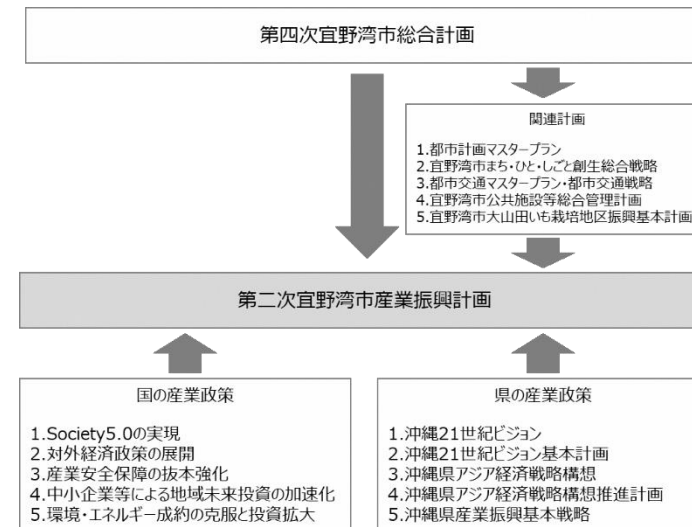 第四次宜野湾市総合計画
関連計画
1.都市計画マスタープラン
2.宜野湾市まち・ひと・しごと創生総合戦略
3.都市交通マスタープラン・都市交通戦略
4.宜野湾市公共施設等総合管理計画
5.宜野湾市大山田いも栽培地区振興基本計画
第二次宜野湾市産業振興計画
国の産業政策
1.Society5.0の実現
2.対外経済政策の展開
3.産業安全保障の抜本強化
4.中小企業等による地域未来投資の加速化
5.環境・エネルギー成約の克服と投資拡大
県の産業政策
1.沖縄21世紀ビジョン
2.沖縄21世紀ビジョン基本計画
3.沖縄県アジア経済戦略構想
4.沖縄県アジア経済戦略構想推進計画
5.沖縄県産業振興基本戦略